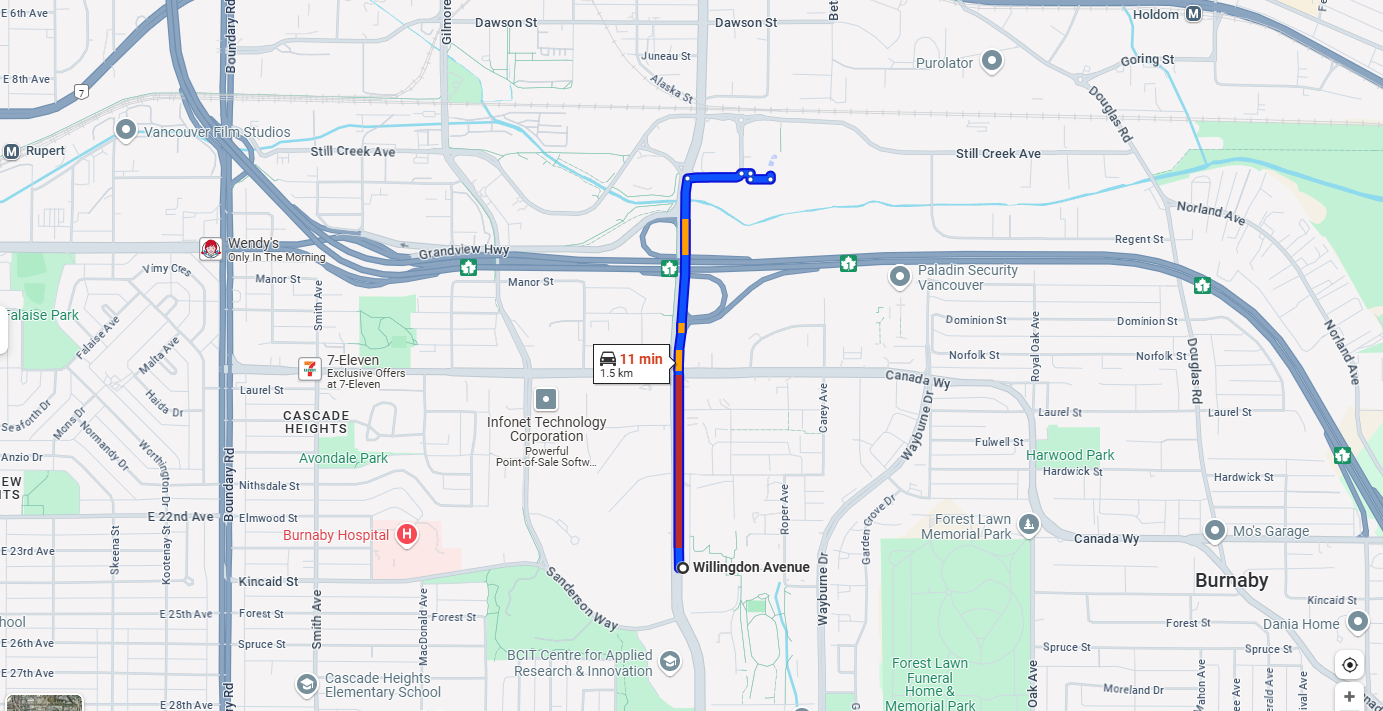 E 6th Ave
Boundary Rd
Gilmore
Dawson St
Dawson St
Holdom
M
Juneau St
Purolator
Goring St
E 8th Ave
7
Alaska St
Douglas Rd
Vancouver Film Studios
M
Rupert
Still Creek Ave
Still Creek Ave
Norland Ave
Wendy's
Only In The Morning
Grandview Hwy
Regent St
1
1
1
Vimy Cres
Manor St
Manor St
Paladin Security
Vancouver
1
Falaise Park
Smith Ave
Falaise Ave
Dominion St
Dominion St
Royal Oak Ave
Norland Ave
Malta Ave
11 min
1.5 km
7-Eleven
Exclusive Offers
at 7-Eleven
Norfolk St
Norfolk St
Douglas Rd
Canada Wy
Laurel St
Haida Dr
Carey Ave
Wayburne Dr
Seaforth Dr
Mons Dr
CASCADE
HEIGHTS
Infonet Technology
Corporation
Powerful
Point-of-Sale Softw...
Laurel St
Laurel St
Normandy Dr
Fulwell St
Anzio Dr
Worthington Dr
Avondale Park
Harwood Park
1
Hardwick St
Hardwick St
Boundary Rd
Nithsdale St
Roper Ave
Garden Grove Dr
E 22nd Ave
Elmwood St
Skeena St
Kootenay St
Burnaby Hospital
H
Forest Lawn
Memorial Park
Mo's Garage
Canada Wy
E 23rd Ave
Willingdon Avenue
Kincaid St
Sanderson Way
Wayburne Dr
Burnaby
E 25th Ave
Smith Ave
Forest St
MacDonald Ave
Forest St
Kincaid St
Forest St
Dania Home
E 26th Ave
Spruce St
Spruce St
Spruce St
BCIT Centre for Applied
Research & Innovation
Forest Lawn
Funeral
Home &
Memorial Park
E 27th Ave
Cascade Heights
Elementary School
Oak Ave
Moreland Dr
E 28th Ave
+